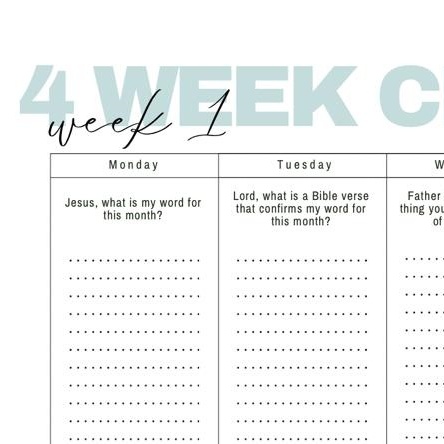 4 WEEK C
week 1
Monday Tuesday W
Jesus, what is my word for
this month?
Lord, what is a Bible verse
that confirms my word for
this month?
Father
thing you
of